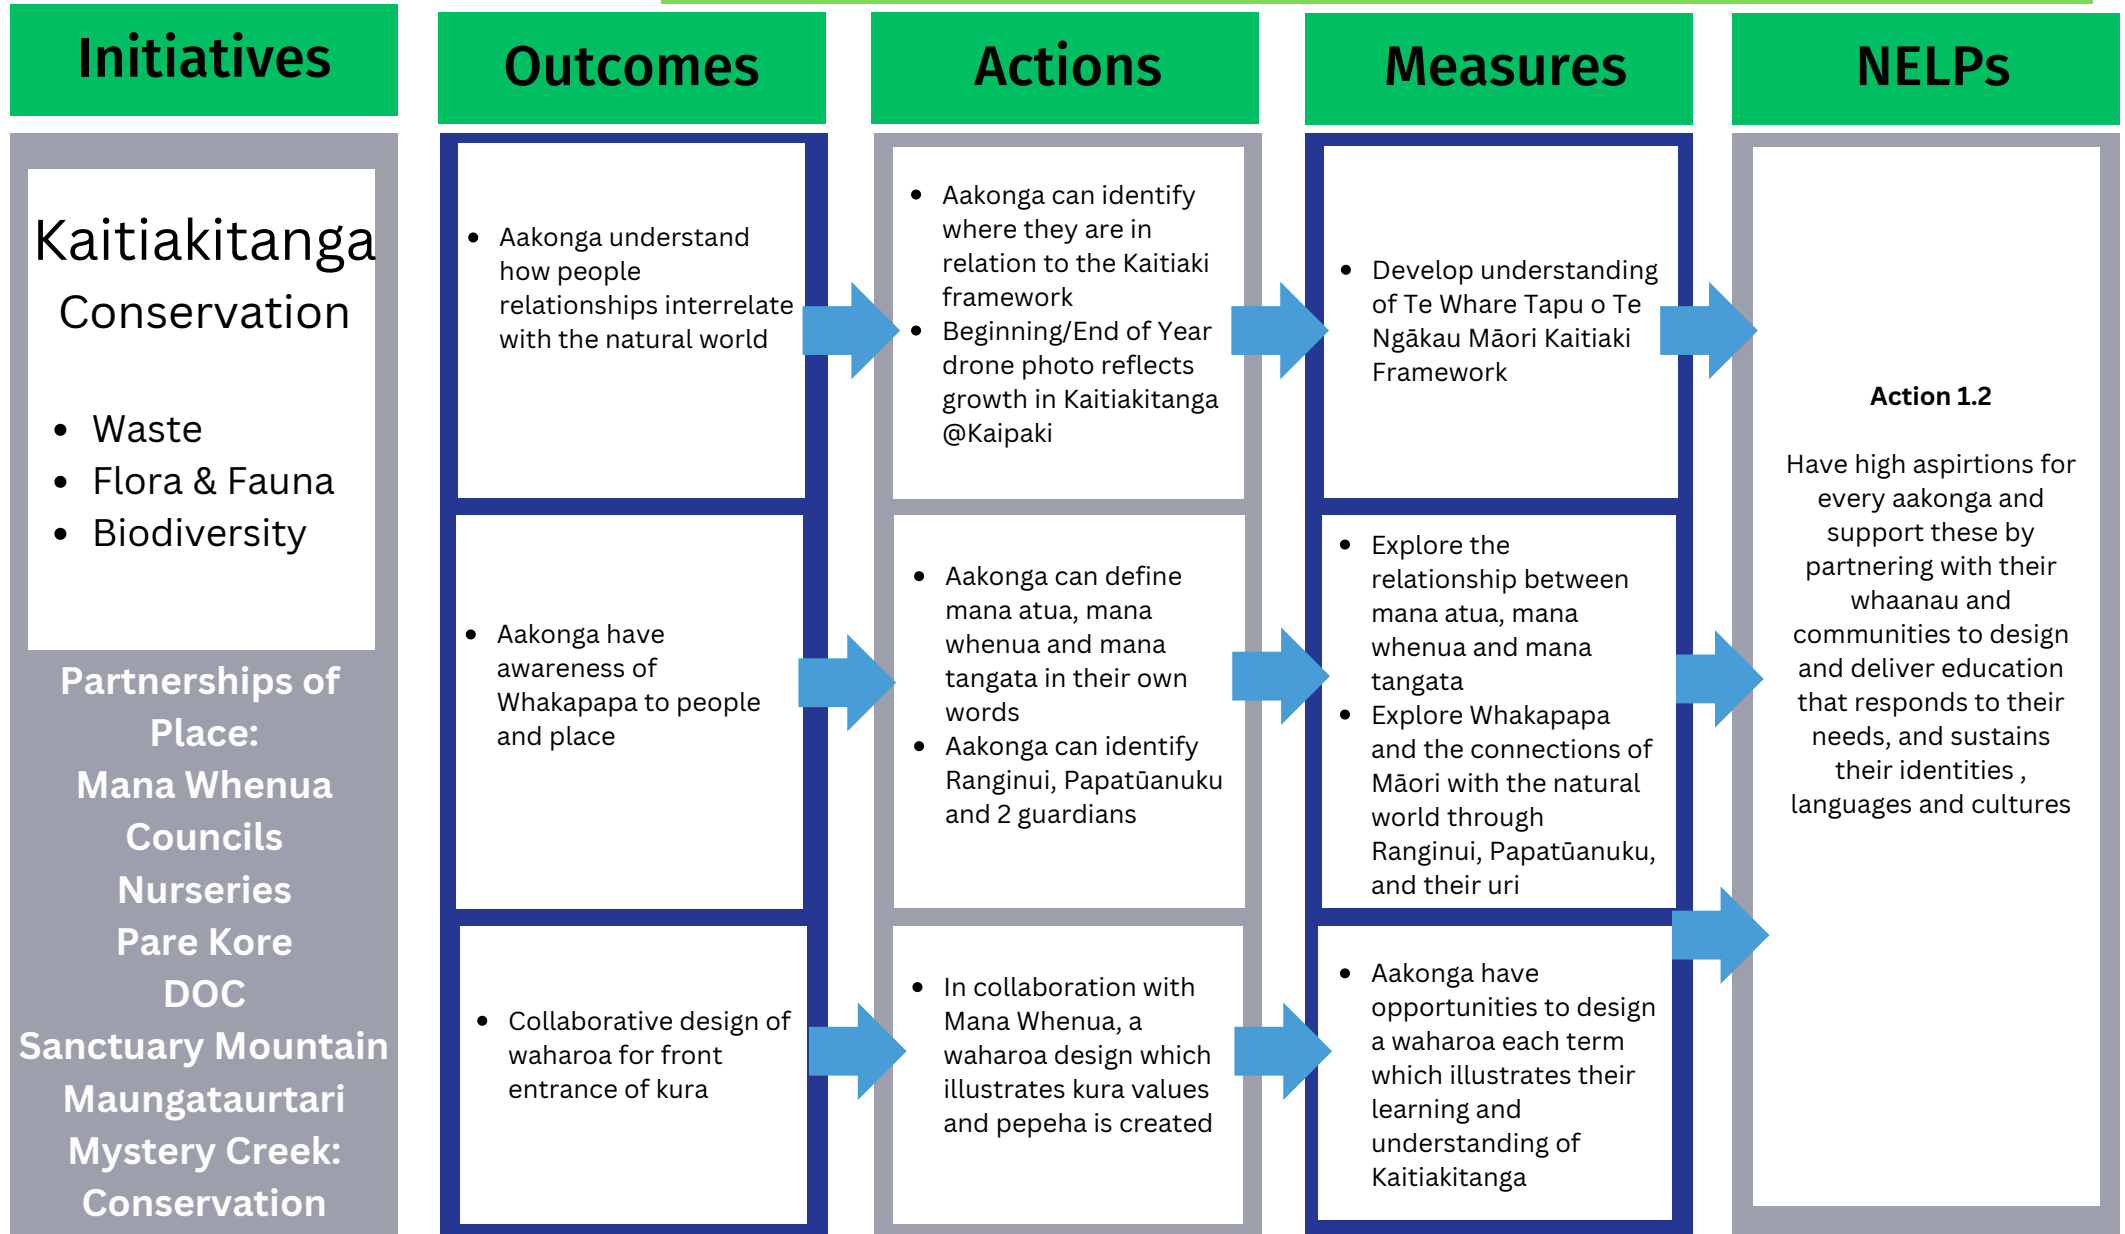 Initiatives
Outcomes
Actions
Measures
NELPs
Kaitiakitanga
Conservation
• Waste
• Flora & Fauna
• Biodiversity
Partnerships of
Place:
Mana Whenua
Councils
Nurseries
Pare Kore
DOC
Sanctuary Mountain
Maungataurtari
Mystery Creek:
Conservation
• Aakonga understand
how people
relationships interrelate
with the natural world
• Aakonga can identify
where they are in
relation to the Kaitiaki
framework
• Beginning/End of Year
drone photo reflects
growth in Kaitiakitanga
@Kaipaki
• Develop understanding
of Te Whare Tapu o Te
Ngākau Māori Kaitiaki
Framework
• Aakonga have
awareness of
Whakapapa to people
and place
• Aakonga can define
mana atua, mana
whenua and mana
tangata in their own
words
• Aakonga can identify
Ranginui, Papatūanuku
and 2 guardians
• Explore the
relationship between
mana atua, mana
whenua and mana
tangata
• Explore Whakapapa
and the connections of
Māori with the natural
world through
Ranginui, Papatūanuku,
and their uri
• Collaborative design of
waharoa for front
entrance of kura
• In collaboration with
Mana Whenua, a
waharoa design which
illustrates kura values
and pepeha is created
• Aakonga have
opportunities to design
a waharoa each term
which illustrates their
learning and
understanding of
Kaitiakitanga
Action 1.2
Have high aspirtions for
every aakonga and
support these by
partnering with their
whaanau and
communities to design
and deliver education
that responds to their
needs, and sustains
their identities ,
languages and cultures